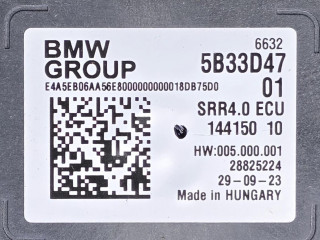 BMW
GROUP
6632
5B33D47
E4A5EB06AA56E8000000000018DB75D0
01
SRR4.0 ECU
144150 10
HW:005.000.001
28825224
29-09-23
Made in HUNGARY